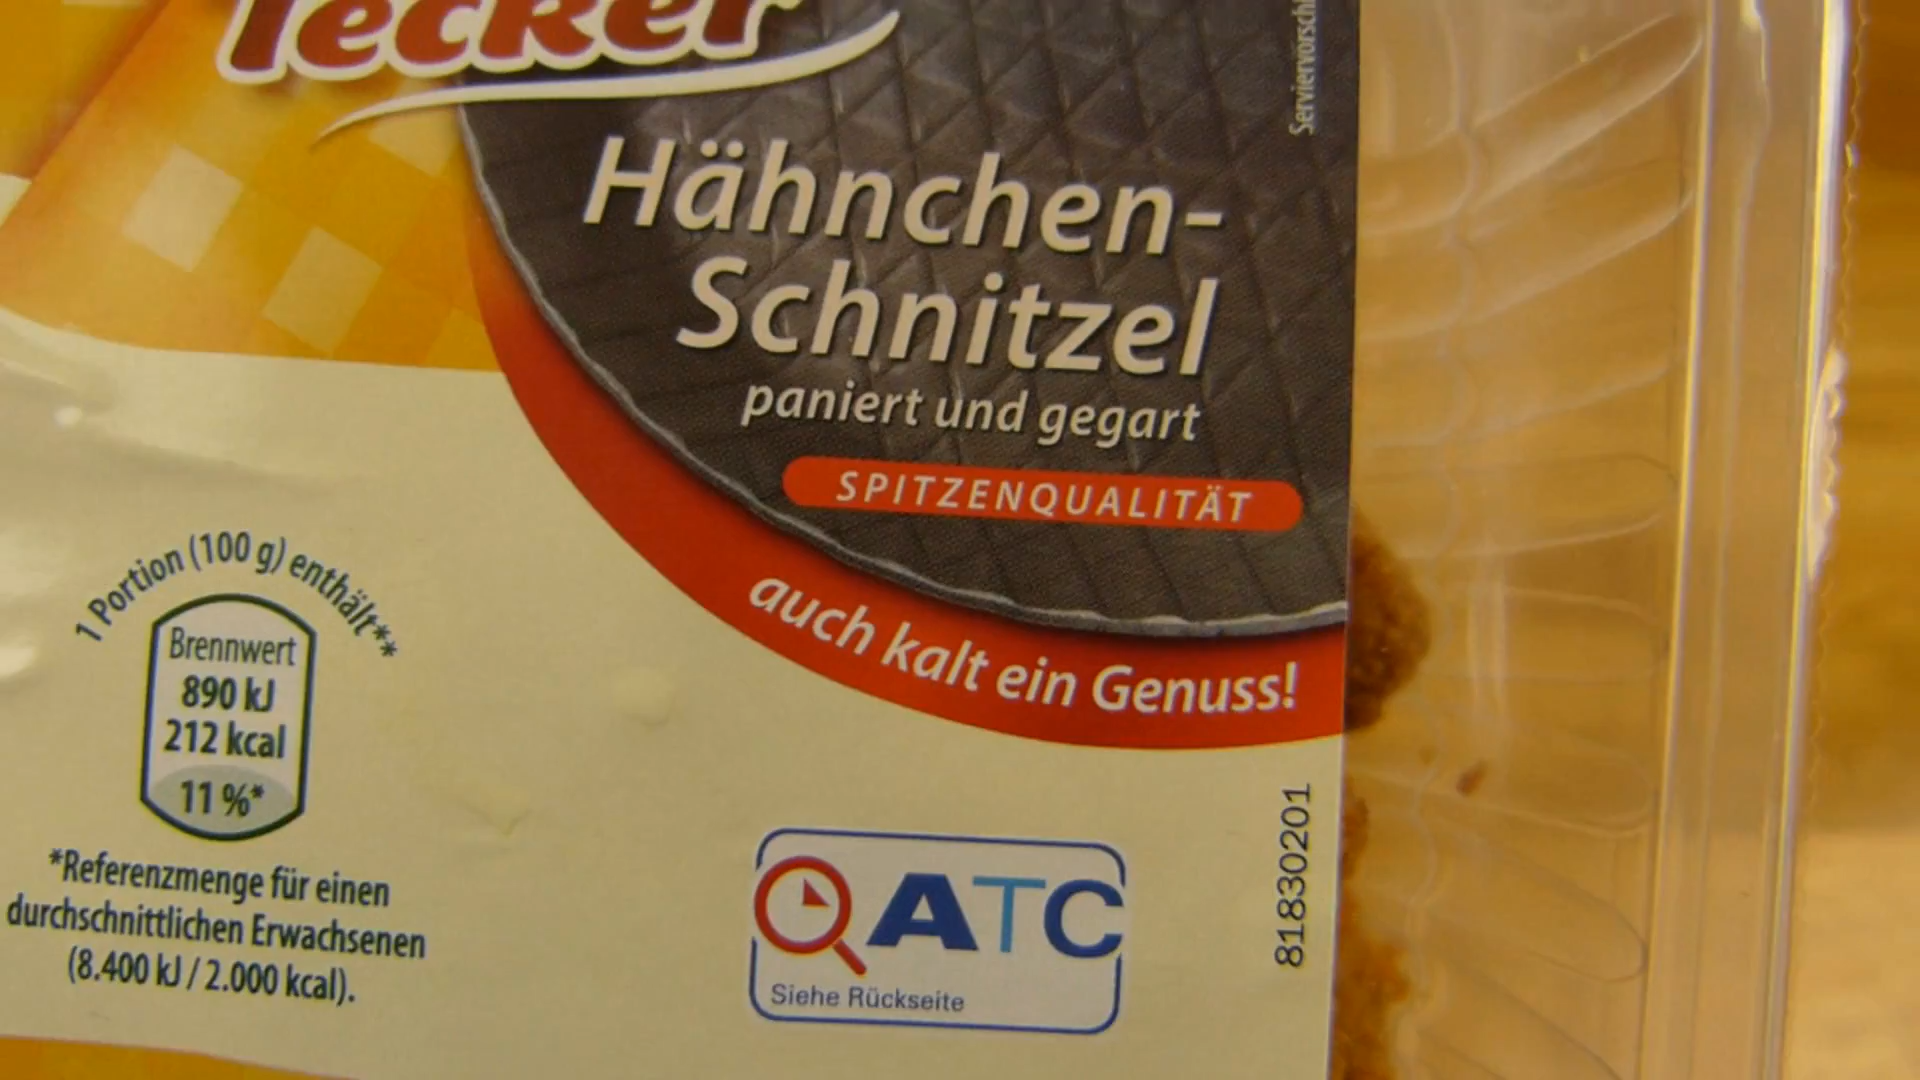 lecker
Serviervorschl
Hähnchen-
Schnitzel
paniert und gegart
SPITZENQUALITÄT
auch kalt ein Genuss!
1 Portion (100 g) enthält**
Brennwert
890 kJ
212 kcal
11 %*
*Referenzmenge für einen
durchschnittlichen Erwachsenen
(8.400 kJ / 2.000 kcal).
ATC
Siehe Rückseite
81830201